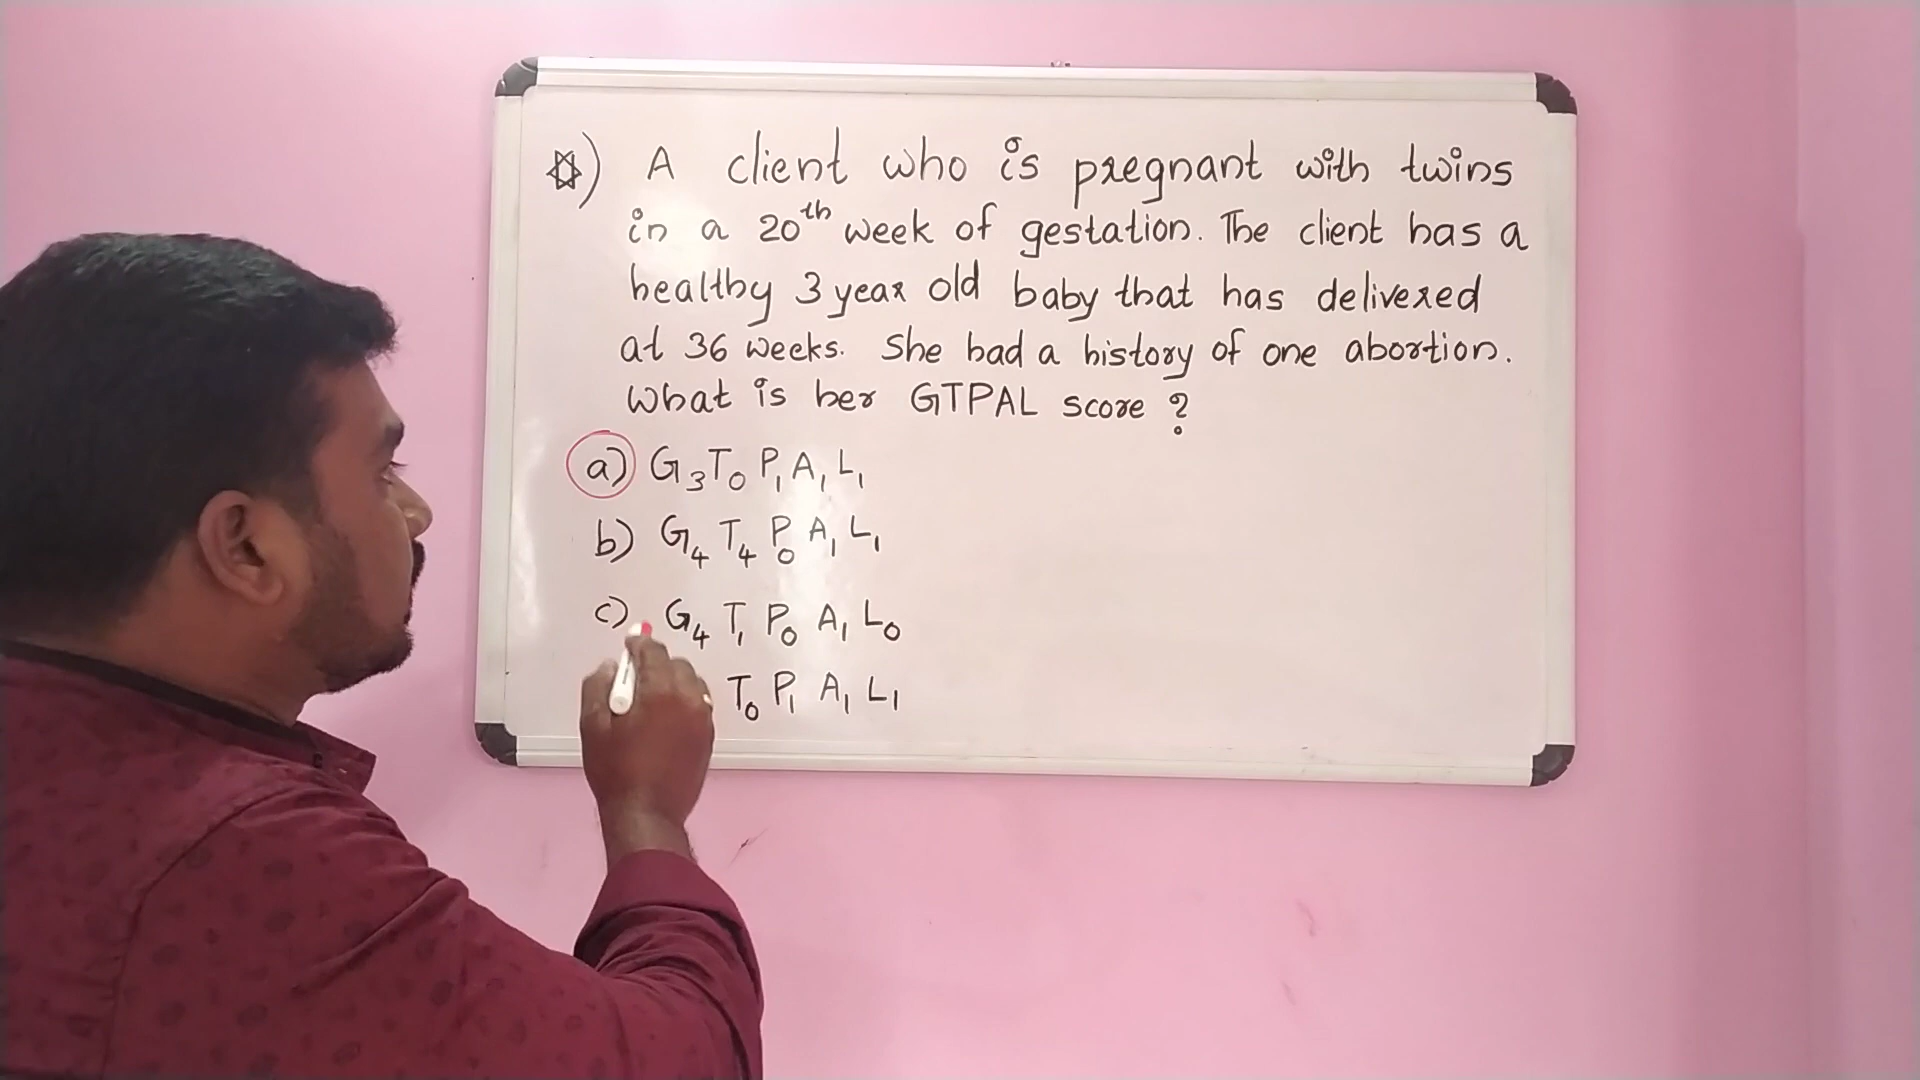 A client who is pregnant with twins
in a 20th week of gestation. The client has a
healthy 3 year old baby that has delivered
at 36 weeks. She had a history of one abortion.
What is her GTPAL score ?
a) G₃T₀ P₁ A₁ L₁
b) G₄ T₄ P₀ A₁ L₁
c) G₄ T₁ P₀ A₁ L₀
T₀ P₁ A₁ L₁